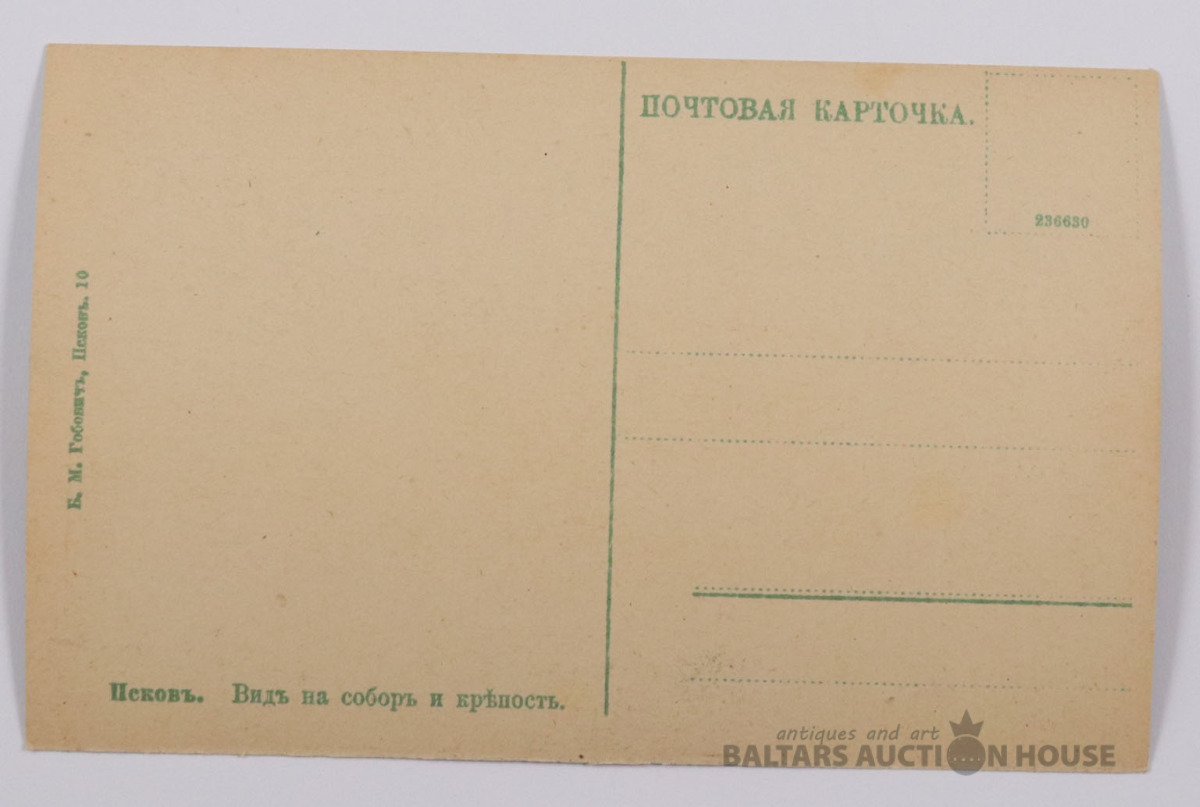 ПОЧТОВАЯ КАРТОЧКА.
236630
Б. М. Гобовичъ, Псковъ. 10
Псковъ. Видъ на соборъ и крѣпость.
antiques and art
BALTARS AUCTION HOUSE